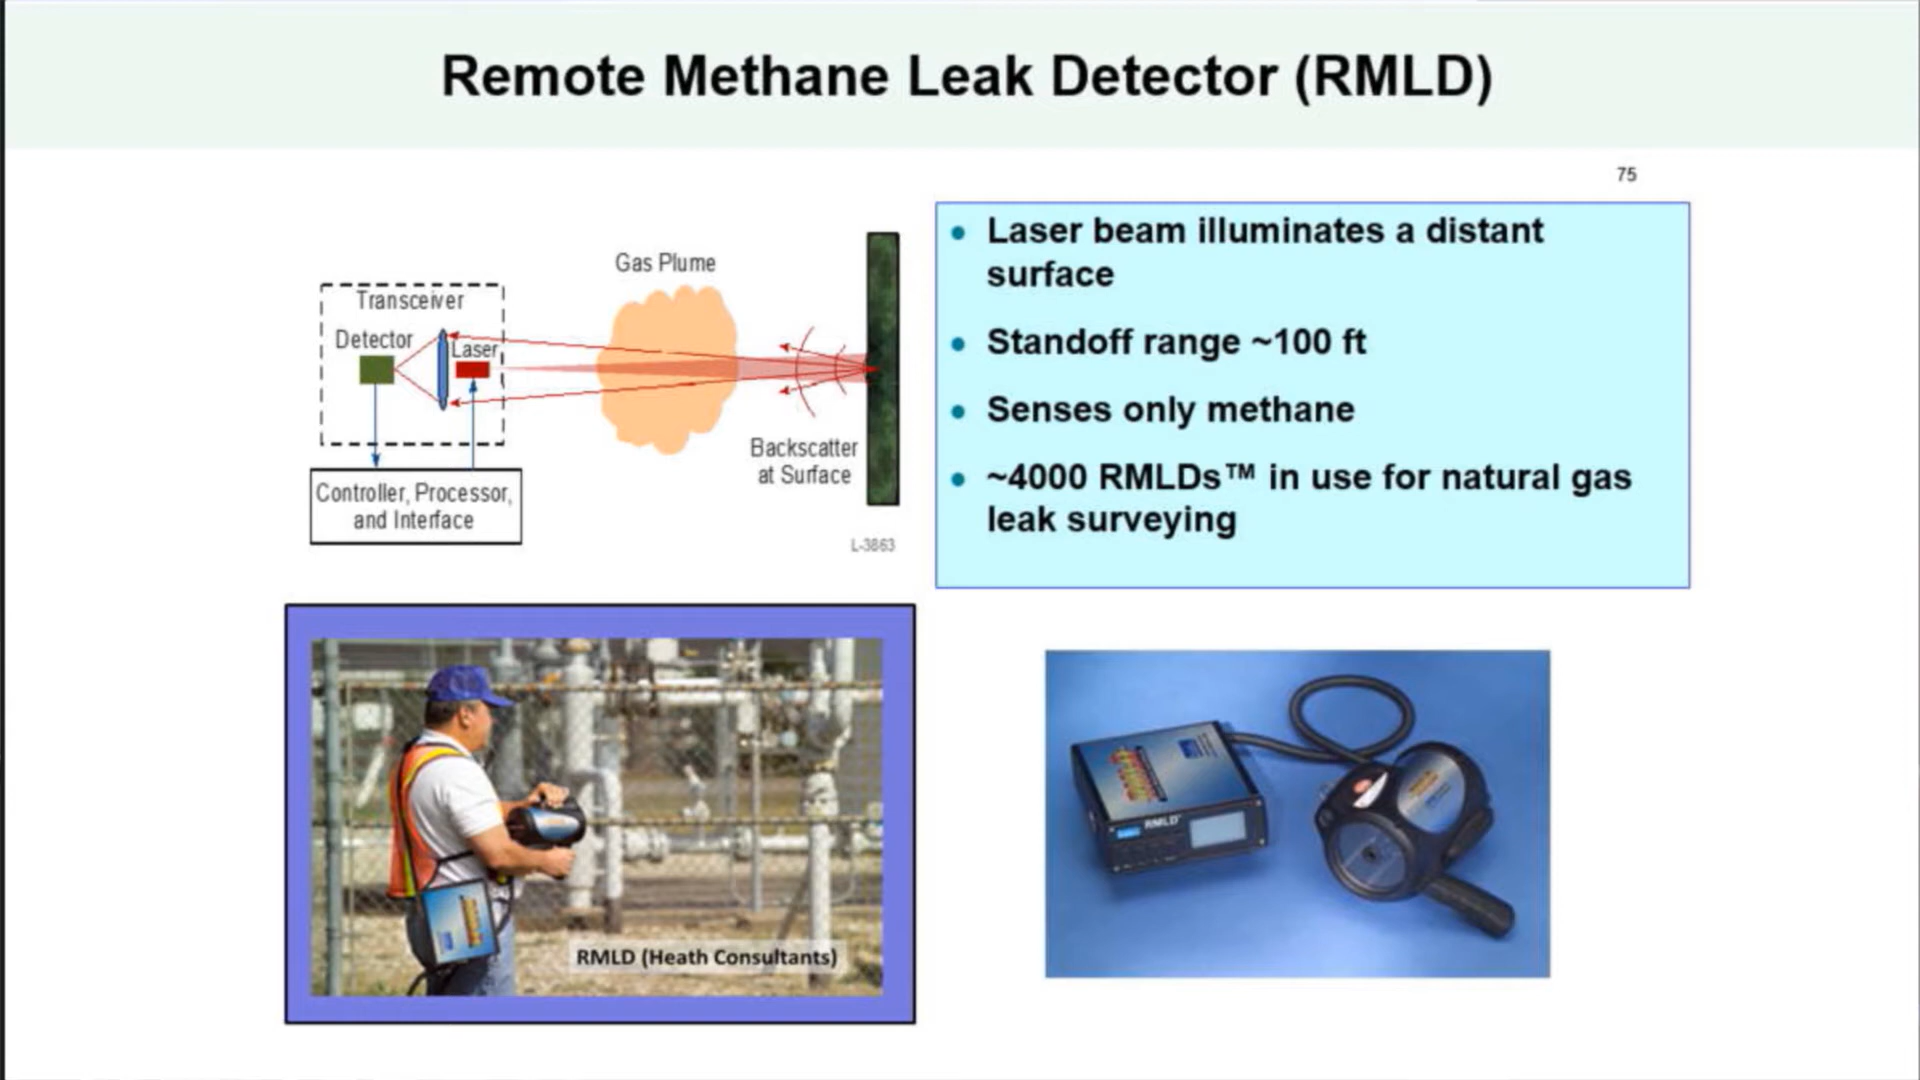 Remote Methane Leak Detector (RMLD)
75
Gas Plume
Transceiver
Detector
Laser
Backscatter
at Surface
Controller, Processor,
and Interface
L-3863
• Laser beam illuminates a distant
surface
• Standoff range ~100 ft
• Senses only methane
• ~4000 RMLDs™ in use for natural gas
leak surveying
RMLD (Heath Consultants)
RMLD